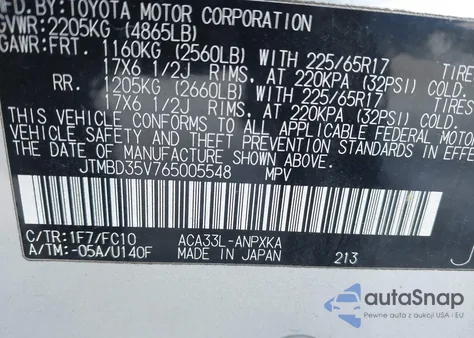 MFD.BY:TOYOTA MOTOR CORPORATION
GVWR:2205KG (4865LB)
GAWR:FRT. 1160KG (2560LB) WITH 225/65R17 TIRE
17X6 1/2J RIMS, AT 220KPA (32PSI) COLD.
RR. 1205KG (2660LB) WITH 225/65R17 TIRE
17X6 1/2J RIMS, AT 220KPA (32PSI) COLD.
THIS VEHICLE CONFORMS TO ALL APPLICABLE FEDERAL MOTOR
VEHICLE SAFETY AND THEFT PREVENTION STANDARDS IN EFFECT
ON THE DATE OF MANUFACTURE SHOWN ABOVE.
JTMBD35V765005548 MPV
C/TR:1F7/FC10 ACA33L-ANPXKA
A/TM:-05A/U140F MADE IN JAPAN 213
J
autoSnap
Pewne auta z aukcji USA i EU